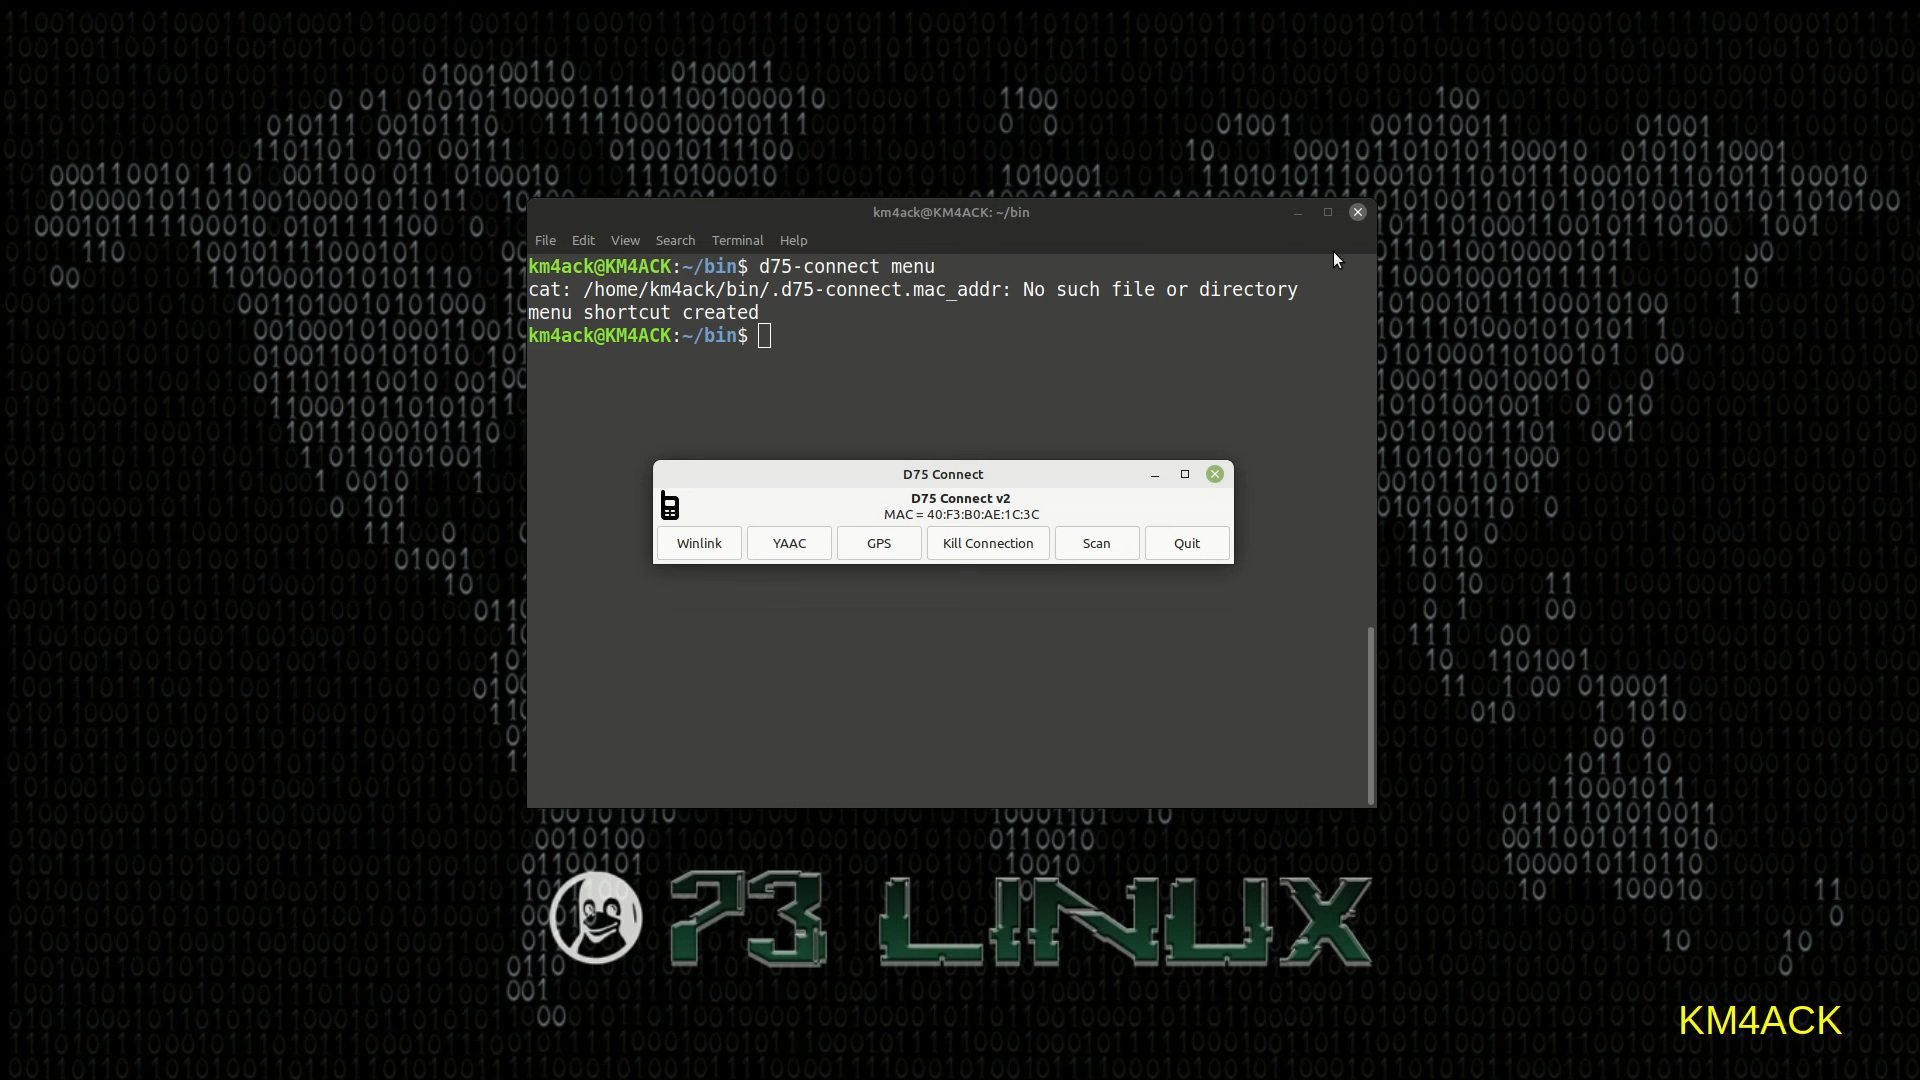 km4ack@KM4ACK: ~/bin
File Edit View Search Terminal Help
km4ack@KM4ACK:~/bin$ d75-connect menu
cat: /home/km4ack/bin/.d75-connect.mac_addr: No such file or directory
menu shortcut created
km4ack@KM4ACK:~/bin$
D75 Connect
D75 Connect v2
MAC = 40:F3:B0:AE:1C:3C
Winlink YAAC GPS Kill Connection Scan Quit
73 LINUX
KM4ACK